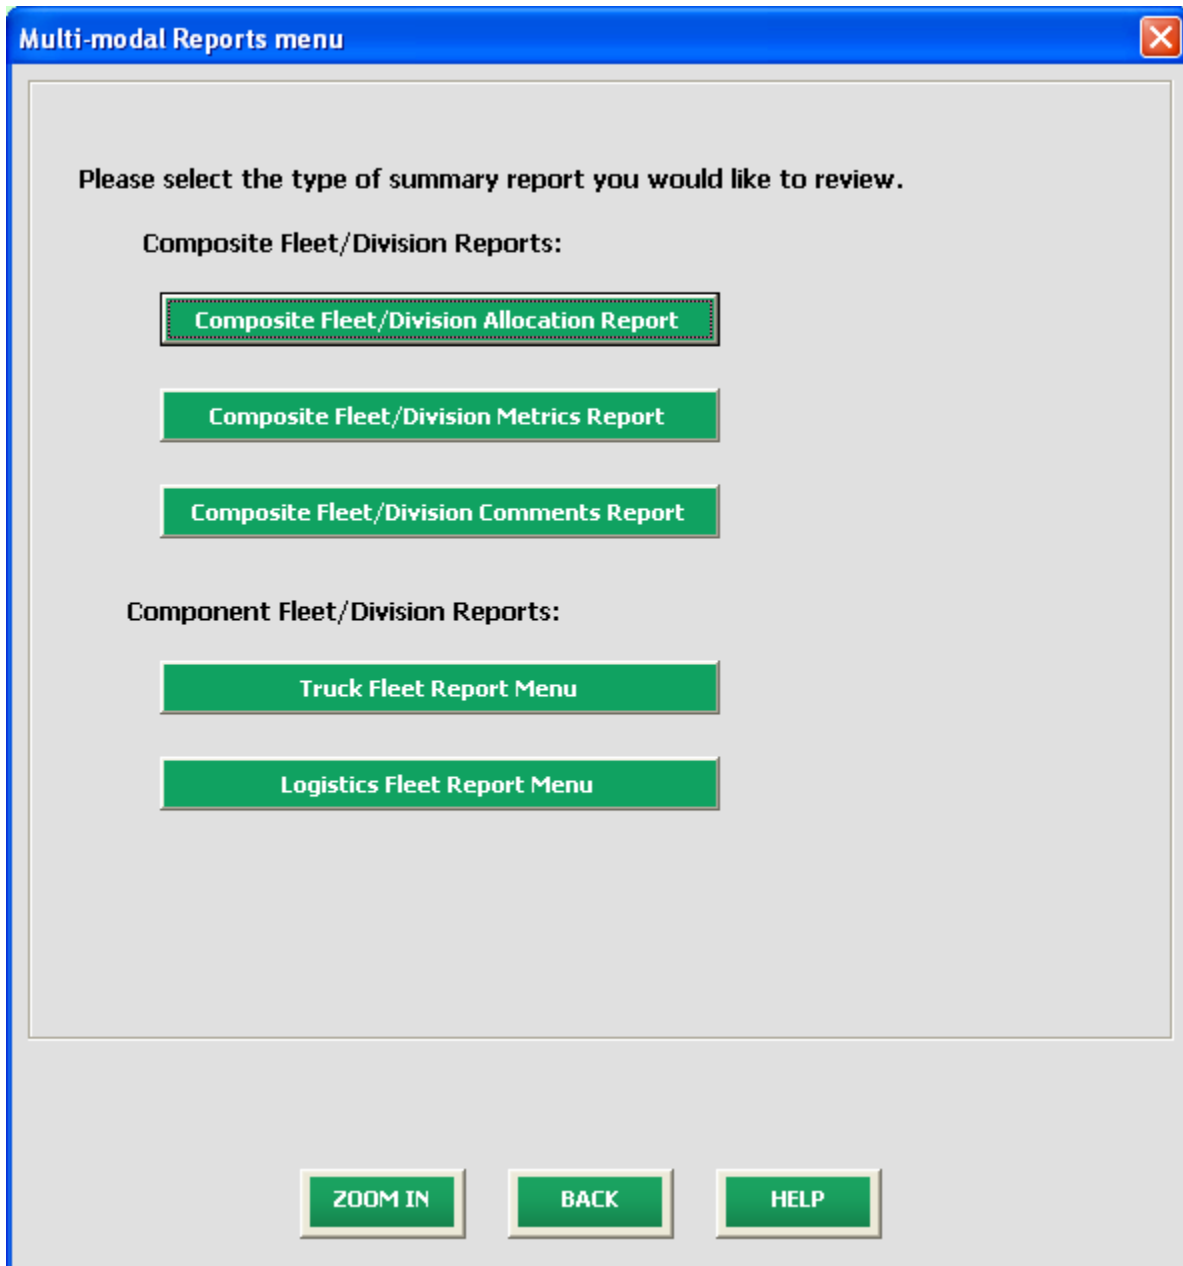 Multi-modal Reports menu
Please select the type of summary report you would like to review.
Composite Fleet/Division Reports:
Composite Fleet/Division Allocation Report
Composite Fleet/Division Metrics Report
Composite Fleet/Division Comments Report
Component Fleet/Division Reports:
Truck Fleet Report Menu
Logistics Fleet Report Menu
ZOOM IN
BACK
HELP